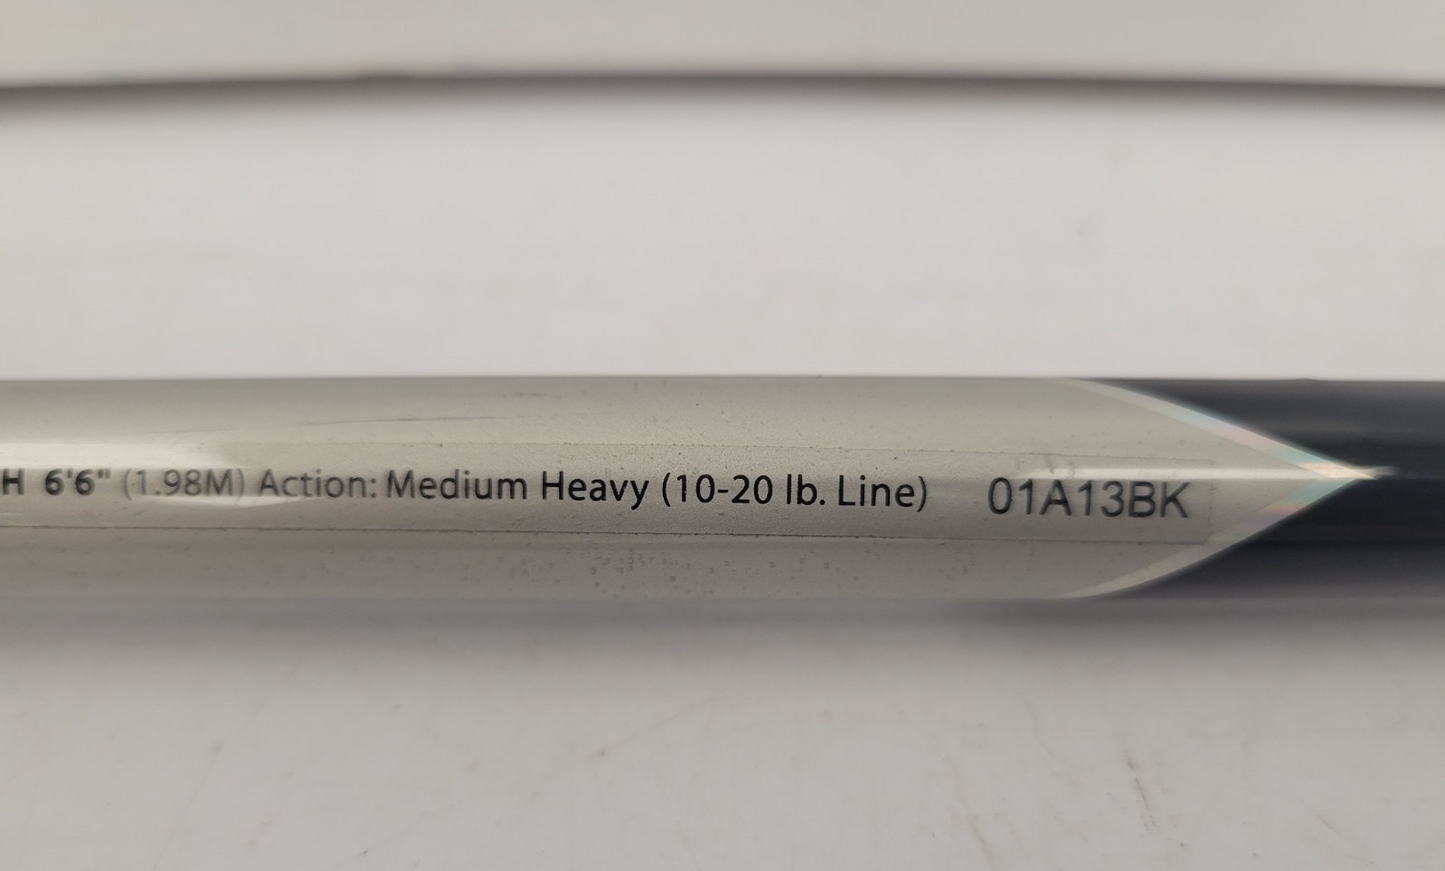 H 6'6" (1.98M) Action: Medium Heavy (10-20 lb. Line) 01A13BK